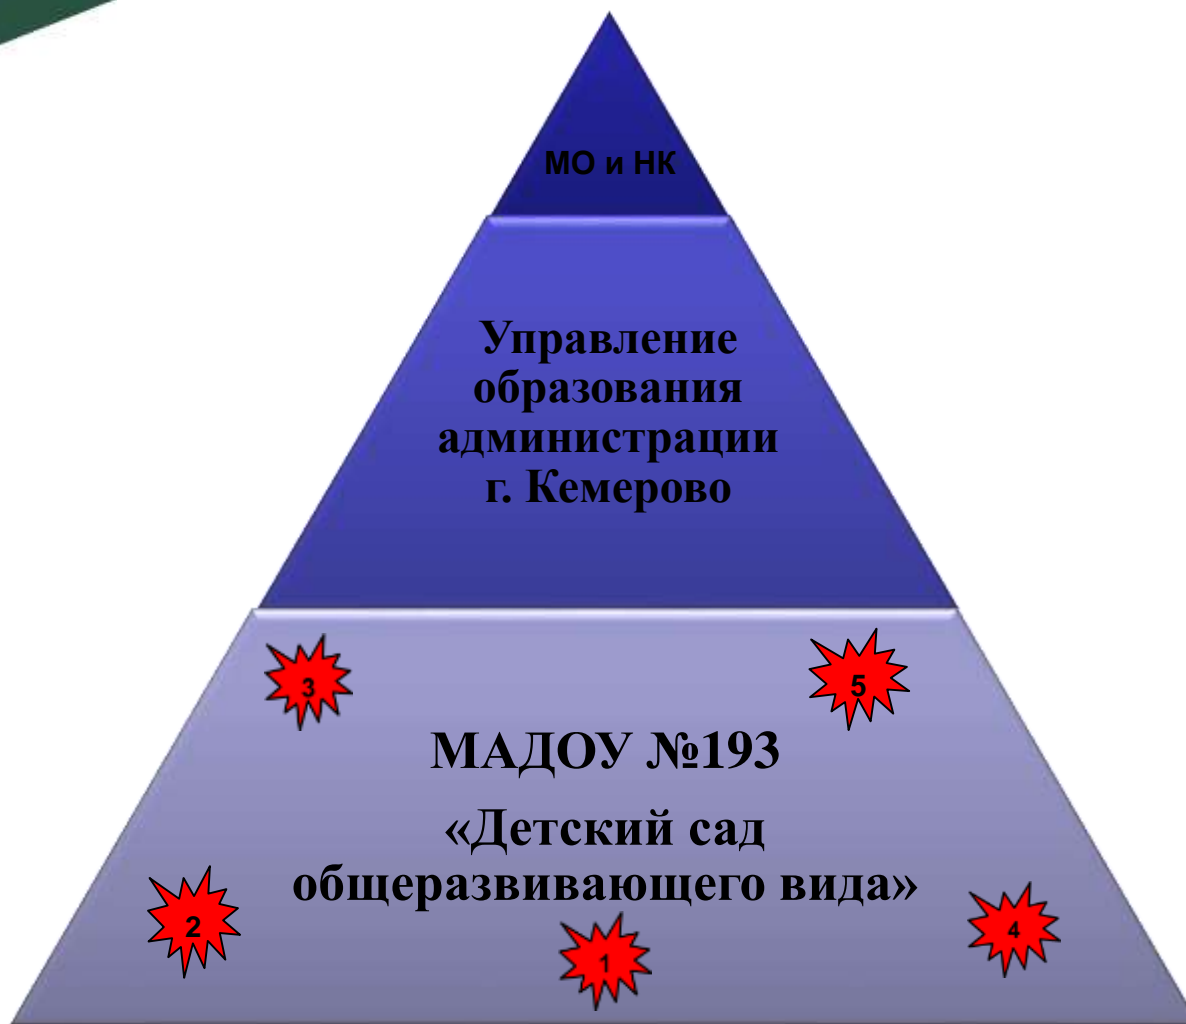 МО и НК
Управление
образования
администрации
г. Кемерово
3
5
МАДОУ №193
«Детский сад
общеразвивающего вида»
2
1
4